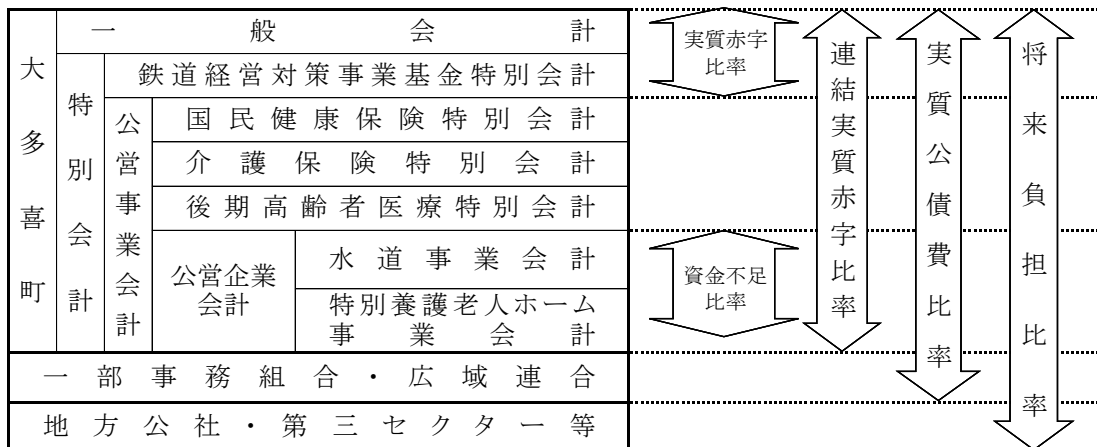 大多喜町
一般会計
特別会計
鉄道経営対策事業基金特別会計
公営事業会計
国民健康保険特別会計
介護保険特別会計
後期高齢者医療特別会計
公営企業
会計
水道事業会計
特別養護老人ホーム
事業会計
一部事務組合・広域連合
地方公社・第三セクター等
実質赤字
比率
資金不足
比率
連結実質赤字比率
実質公債費比率
将来負担比率